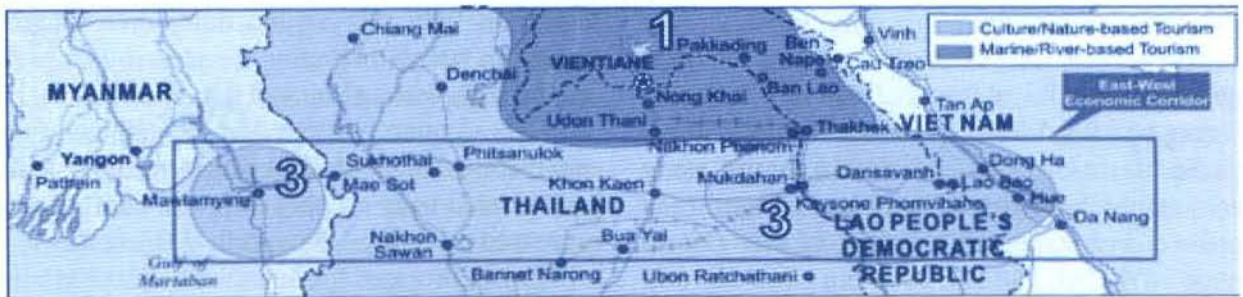 1
Culture/Nature-based Tourism
Marine/River-based Tourism
Chiang Mai
Pakkading
Ben
Vinh
VIENTIANE
Nape
Cau Treo
Denchai
MYANMAR
Nong Khai
Ban Lao
East-West
Economic Corridor
Tan Ap
Udon Thani
Thakhek
VIET NAM
Nakhon Phanom
Yangon
Sukhothai
Phitsanulok
Dong Ha
Pathein
Mae Sot
3
Khon Kaen
Mukdahan
Dansavanh
Lao Bao
Mawlamyine
THAILAND
Kaysone Phomvihane
Hue
3
LAO PEOPLE'S
Da Nang
Nakhon
Sawan
Bua Yai
DEMOCRATIC
Gulf of
Martaban
Bannet Narong
Ubon Ratchathani
REPUBLIC